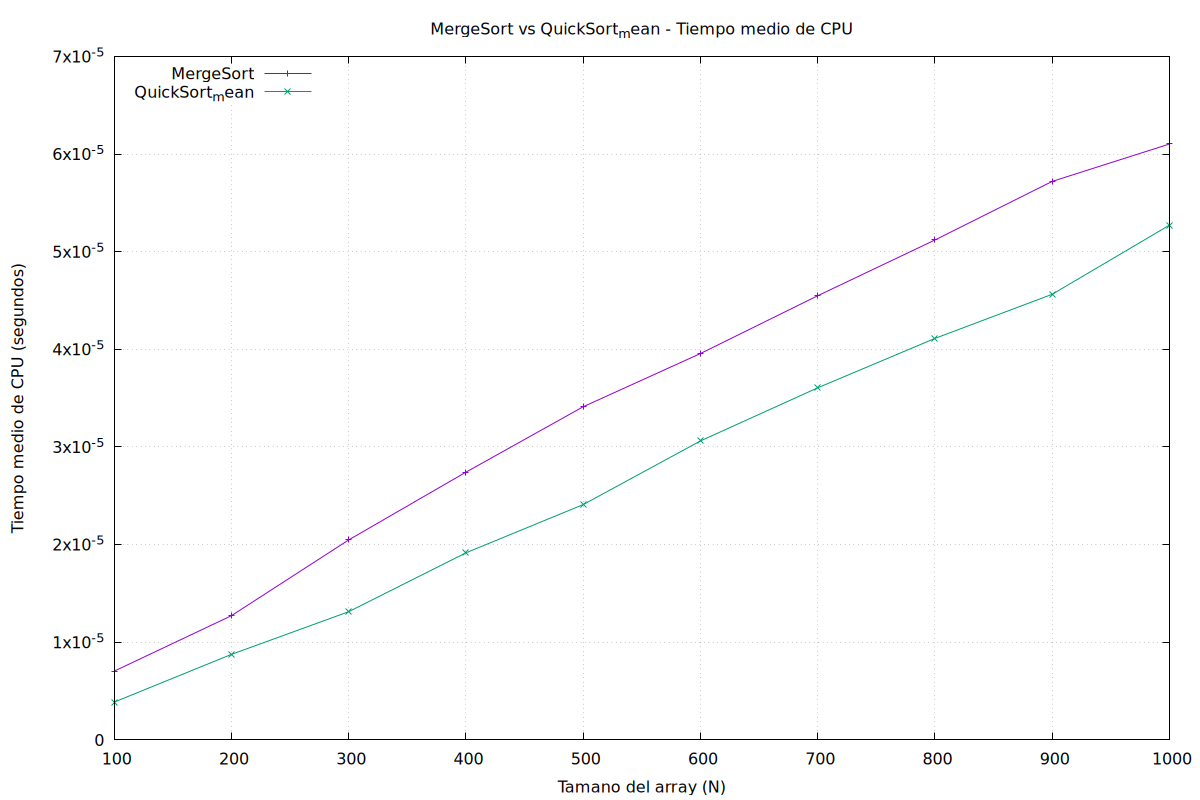 MergeSort vs QuickSortₘean - Tiempo medio de CPU
MergeSort
QuickSortₘean
7x10⁻⁵
6x10⁻⁵
5x10⁻⁵
4x10⁻⁵
3x10⁻⁵
2x10⁻⁵
1x10⁻⁵
0
Tiempo medio de CPU (segundos)
100 200 300 400 500 600 700 800 900 1000
Tamano del array (N)